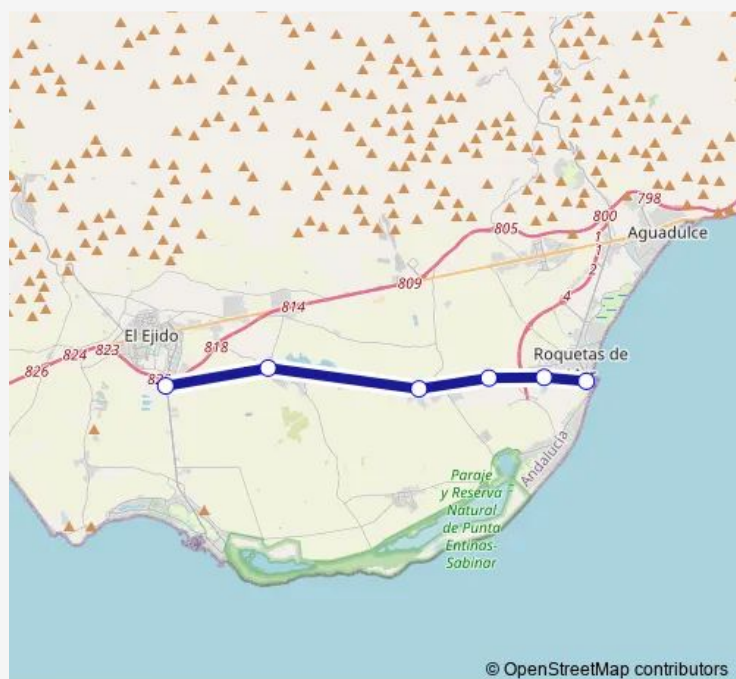 798
800
805
Aguadulce
1
1
2
4
809
814
El Ejido
818
Roquetas de
824
823
826
Andalucía
Paraje
y Reserva
Natural
de Punta
Entinas-
Sabinar
© OpenStreetMap contributors